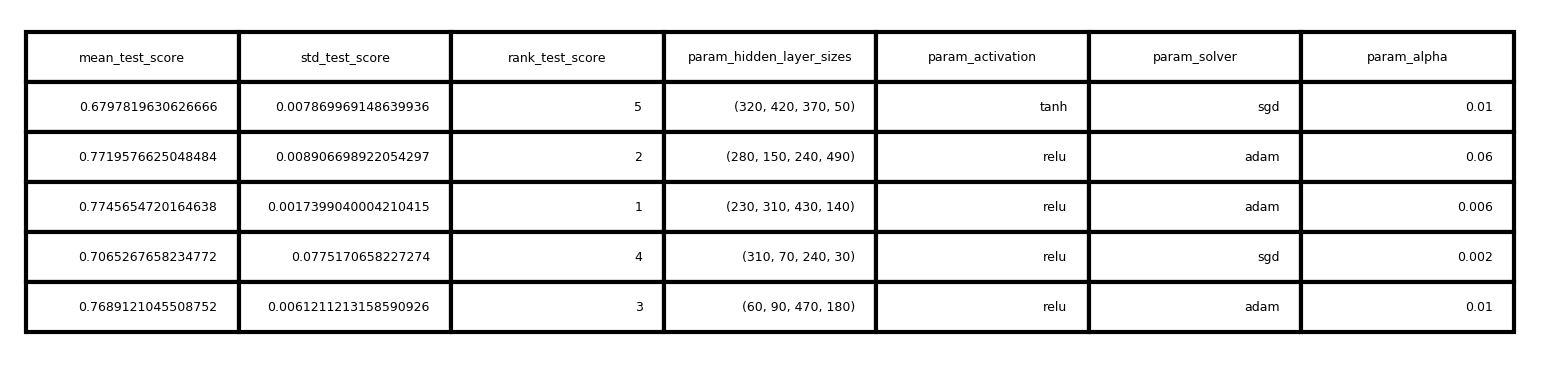 mean_test_score std_test_score rank_test_score param_hidden_layer_sizes param_activation param_solver param_alpha
0.6797819630626666 0.007869969148639936 5 (320, 420, 370, 50) tanh sgd 0.01
0.7719576625048484 0.008906698922054297 2 (280, 150, 240, 490) relu adam 0.06
0.7745654720164638 0.0017399040004210415 1 (230, 310, 430, 140) relu adam 0.006
0.7065267658234772 0.0775170658227274 4 (310, 70, 240, 30) relu sgd 0.002
0.7689121045508752 0.0061211213158590926 3 (60, 90, 470, 180) relu adam 0.01